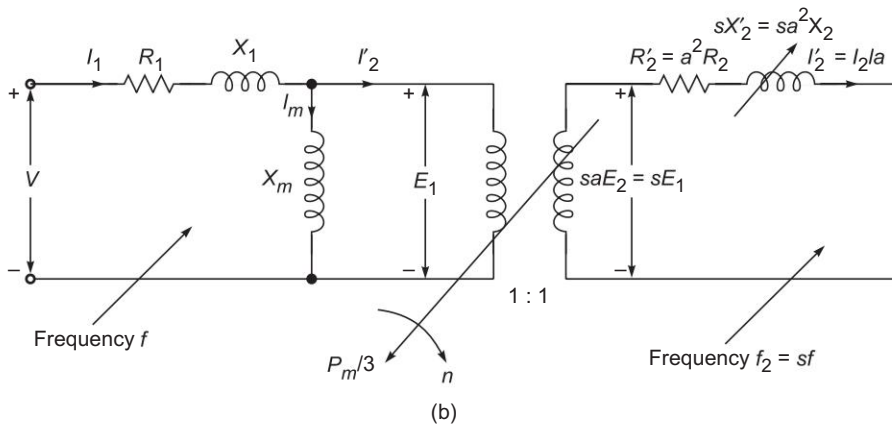 sX′₂ = sa²X₂
I₁ R₁ X₁ I′₂ R′₂ = a²R₂ I′₂ = I₂Ia
+ + +
Iₘ
V Xₘ E₁ saE₂ = sE₁
– – –
1 : 1
Frequency f Frequency f₂ = sf
Pₘ/3 n
(b)